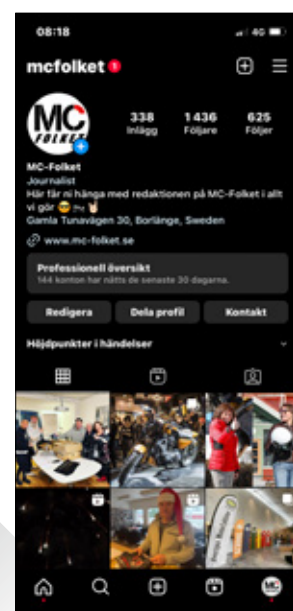 08:18
4G
mcfolket 1
MC
FOLKET
338 1 436 625
Inlägg Följare Följer
MC-Folket
Journalist
Här får ni hänga med redaktionen på MC-Folket i allt
vi gör
Gamla Tunavägen 30, Borlänge, Sweden
www.mc-folket.se
Professionell översikt
144 konton har nåtts de senaste 30 dagarna.
Redigera Dela profil Kontakt
Höjdpunkter i händelser